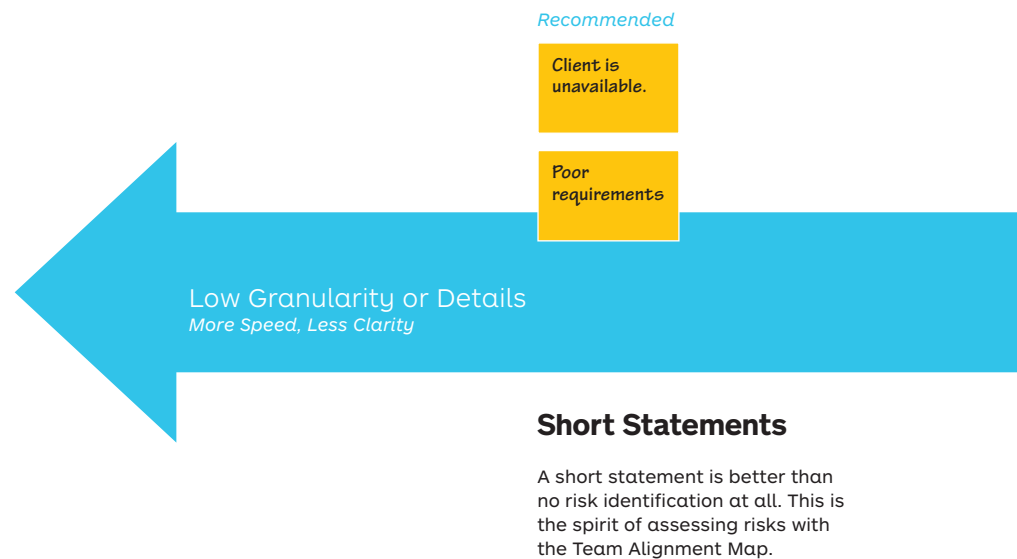 Recommended
Client is
unavailable.
Poor
requirements
Low Granularity or Details
More Speed, Less Clarity
Short Statements
A short statement is better than
no risk identification at all. This is
the spirit of assessing risks with
the Team Alignment Map.